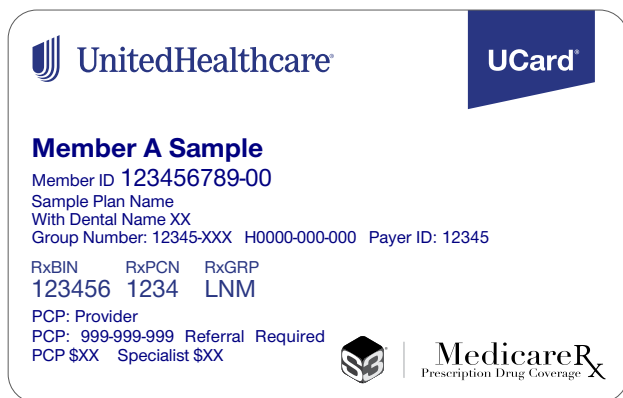 UnitedHealthcare®
UCard®
Member A Sample
Member ID 123456789-00
Sample Plan Name
With Dental Name XX
Group Number: 12345-XXX H0000-000-000 Payer ID: 12345
RxBIN RxPCN RxGRP
123456 1234 LNM
PCP: Provider
PCP: 999-999-999 Referral Required
PCP $XX Specialist $XX
S3
MedicareRx
Prescription Drug Coverage